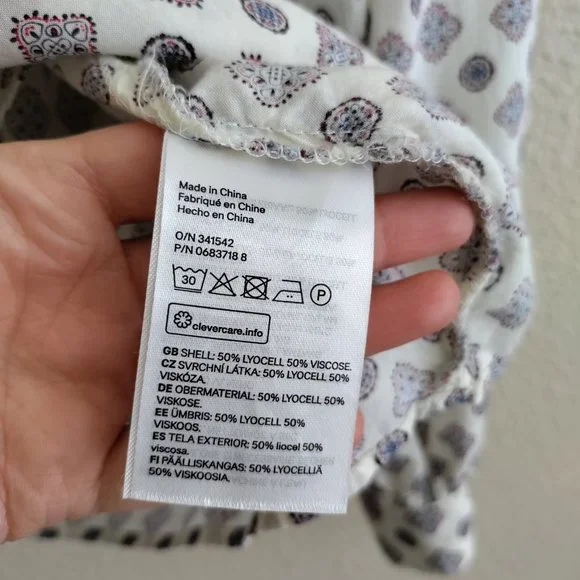 Made in China
Fabriqué en Chine
Hecho en China
O/N 341542
P/N 0683718 8
30
P
clevercare.info
GB SHELL: 50% LYOCELL 50% VISCOSE.
CZ SVRCHNÍ LÁTKA: 50% LYOCELL 50%
VISKÓZA.
DE OBERMATERIAL: 50% LYOCELL 50%
VISKOSE.
EE ÜMBRIS: 50% LYOCELL 50%
VISKOOS.
ES TELA EXTERIOR: 50% liocel 50%
viscosa.
FI PÄÄLLISKANGAS: 50% LYOCELLIÄ
50% VISKOOSIA.